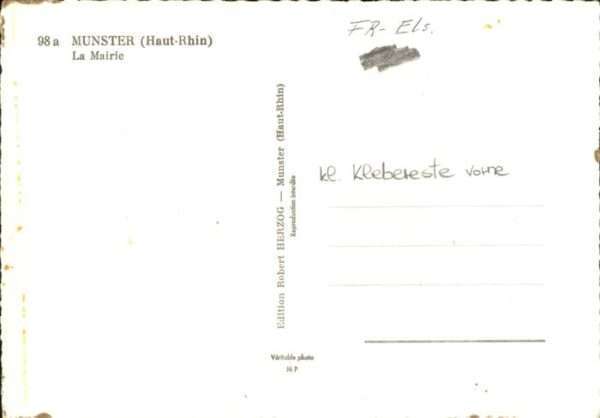 98 a MUNSTER (Haut-Rhin)
La Mairie
FR- Els.
Edition Robert HERZOG — Munster (Haut-Rhin)
Reproduction interdite
kl. Klebereste vorne
Véritable photo